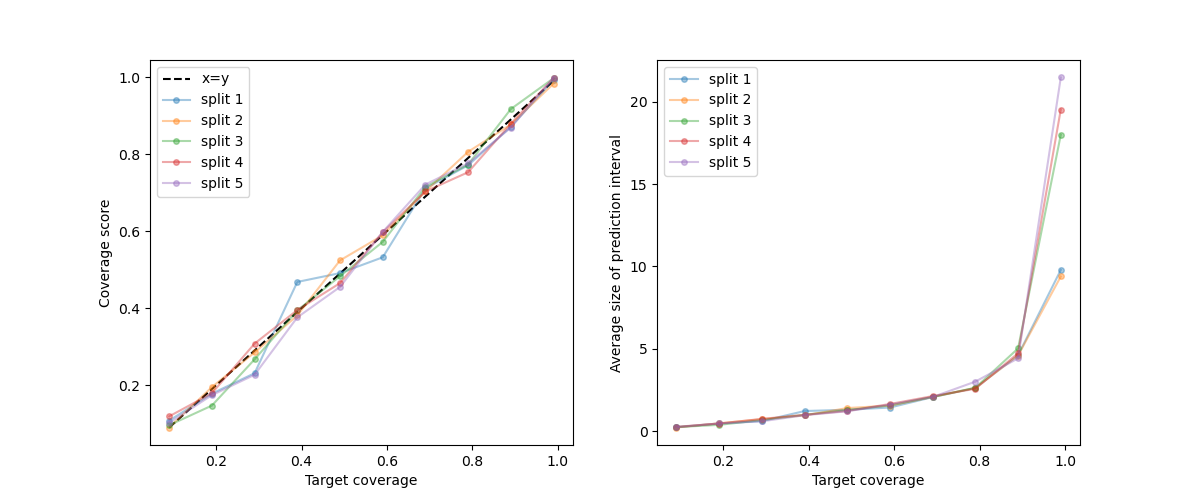 x=y
split 1
split 2
split 3
split 4
split 5
1.0
0.8
0.6
0.4
0.2
Coverage score
0.2 0.4 0.6 0.8 1.0
Target coverage
split 1
split 2
split 3
split 4
split 5
20
15
10
5
0
Average size of prediction interval
0.2 0.4 0.6 0.8 1.0
Target coverage